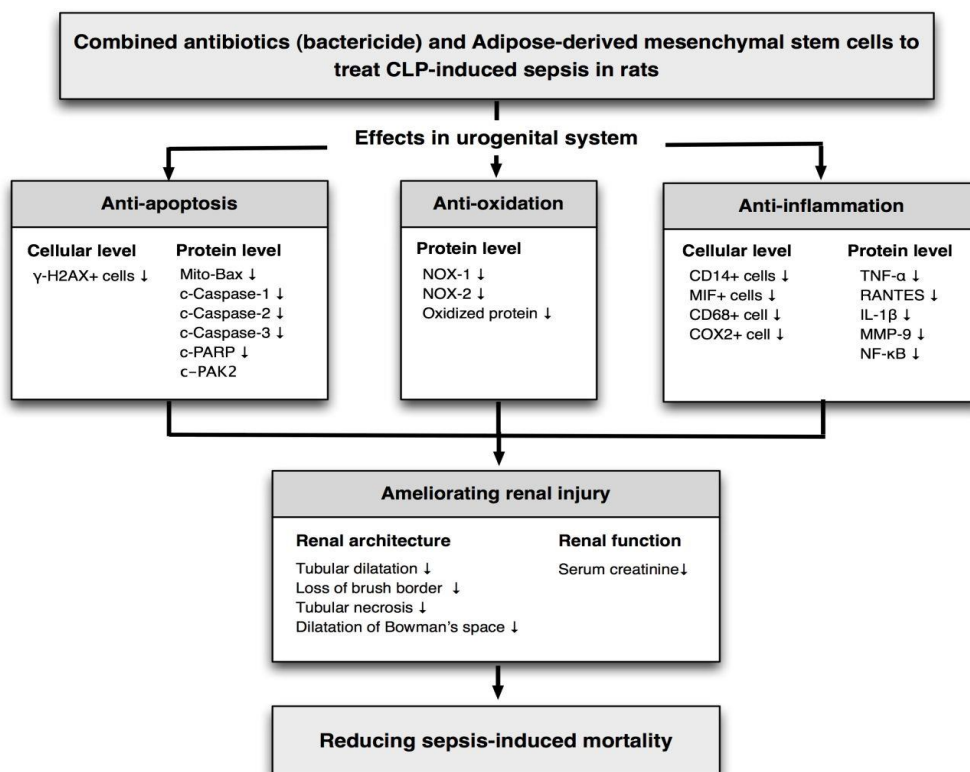 Combined antibiotics (bactericide) and Adipose-derived mesenchymal stem cells to
treat CLP-induced sepsis in rats
Effects in urogenital system
Anti-apoptosis
Cellular level
γ-H2AX+ cells ↓
Protein level
Mito-Bax ↓
c-Caspase-1 ↓
c-Caspase-2 ↓
c-Caspase-3 ↓
c-PARP ↓
c-PAK2
Anti-oxidation
Protein level
NOX-1 ↓
NOX-2 ↓
Oxidized protein ↓
Anti-inflammation
Cellular level
CD14+ cells ↓
MIF+ cells ↓
CD68+ cell ↓
COX2+ cell ↓
Protein level
TNF-α ↓
RANTES ↓
IL-1β ↓
MMP-9 ↓
NF-κB ↓
Ameliorating renal injury
Renal architecture
Tubular dilatation ↓
Loss of brush border ↓
Tubular necrosis ↓
Dilatation of Bowman's space ↓
Renal function
Serum creatinine↓
Reducing sepsis-induced mortality